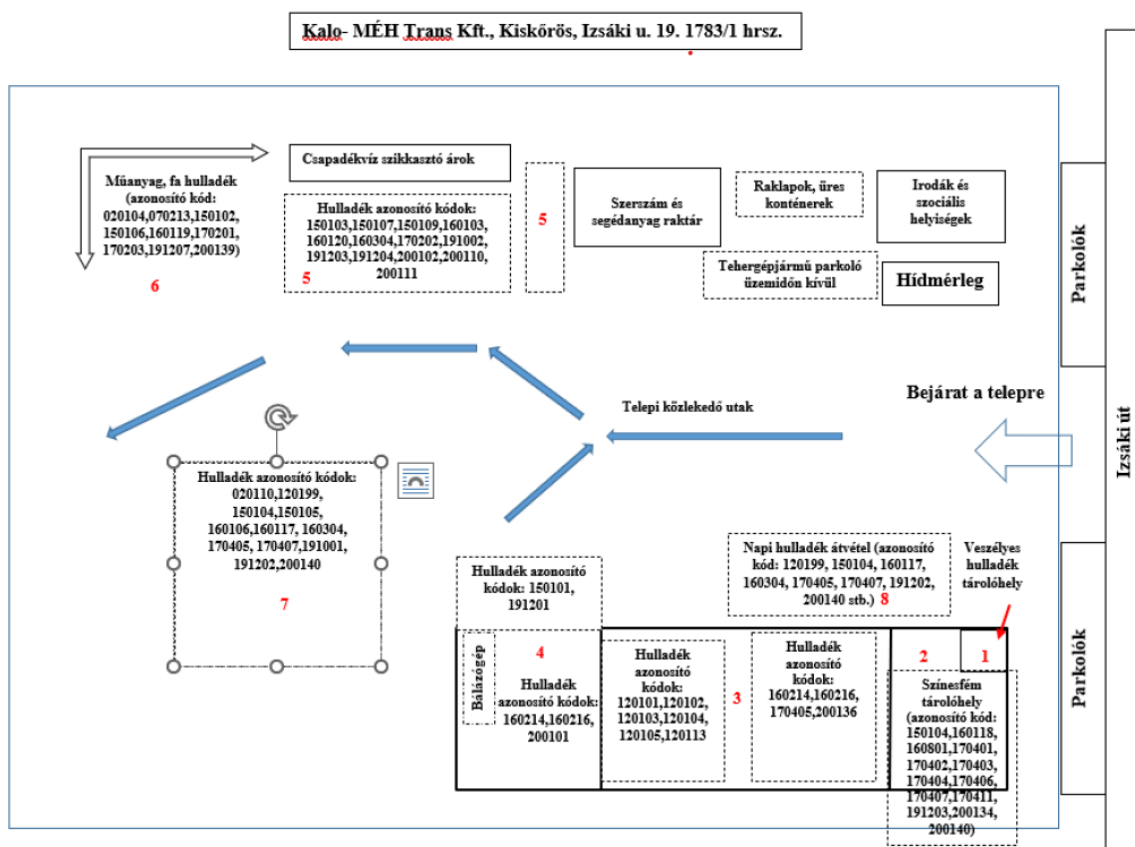 Kalo- MÉH Trans Kft., Kiskőrös, Izsáki u. 19. 1783/1 hrsz.
Műanyag, fa hulladék
(azonosító kód:
020104,070213,150102,
150106,160119,170201,
170203,191207,200139)
6
Csapadékvíz szikkasztó árok
Hulladék azonosító kódok:
150103,150107,150109,160103,
160120,160304,170202,191002,
191203,191204,200102,200110,
200111
5
5
Szerszám és
segédanyag raktár
Raklapok, üres
konténerek
Irodák és
szociális
helyiségek
Tehergépjármű parkoló
üzemidőn kívül
Hídmérleg
Parkolók
Bejárat a telepre
Izsáki út
Telepi közlekedő utak
Hulladék azonosító kódok:
020110,120199,
150104,150105,
160106,160117, 160304,
170405, 170407,191001,
191202,200140
7
Hulladék azonosító
kódok: 150101,
191201
Napi hulladék átvétel (azonosító
kód: 120199, 150104, 160117,
160304, 170405, 170407, 191202,
200140 stb.) 8
Veszélyes
hulladék
tárolóhely
Bálázógép
4
Hulladék
azonosító kódok:
160214,160216,
200101
Hulladék
azonosító
kódok:
120101,120102,
120103,120104,
120105,120113
3
Hulladék
azonosító
kódok:
160214,160216,
170405,200136
2
1
Színesfém
tárolóhely
(azonosító kód:
150104,160118,
160801,170401,
170402,170403,
170404,170406,
170407,170411,
191203,200134,
200140)
Parkolók